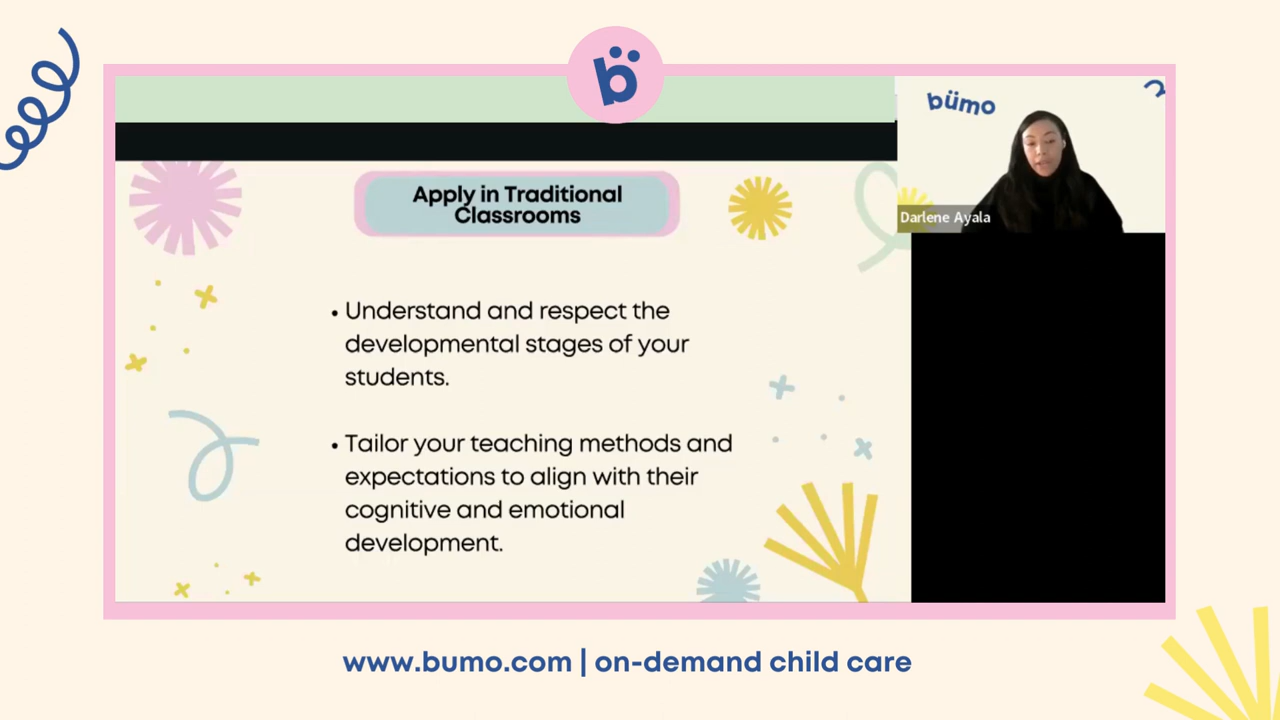 b̈
bümo
Darlene Ayala
Apply in Traditional
Classrooms
• Understand and respect the
developmental stages of your
students.
• Tailor your teaching methods and
expectations to align with their
cognitive and emotional
development.
www.bumo.com | on-demand child care